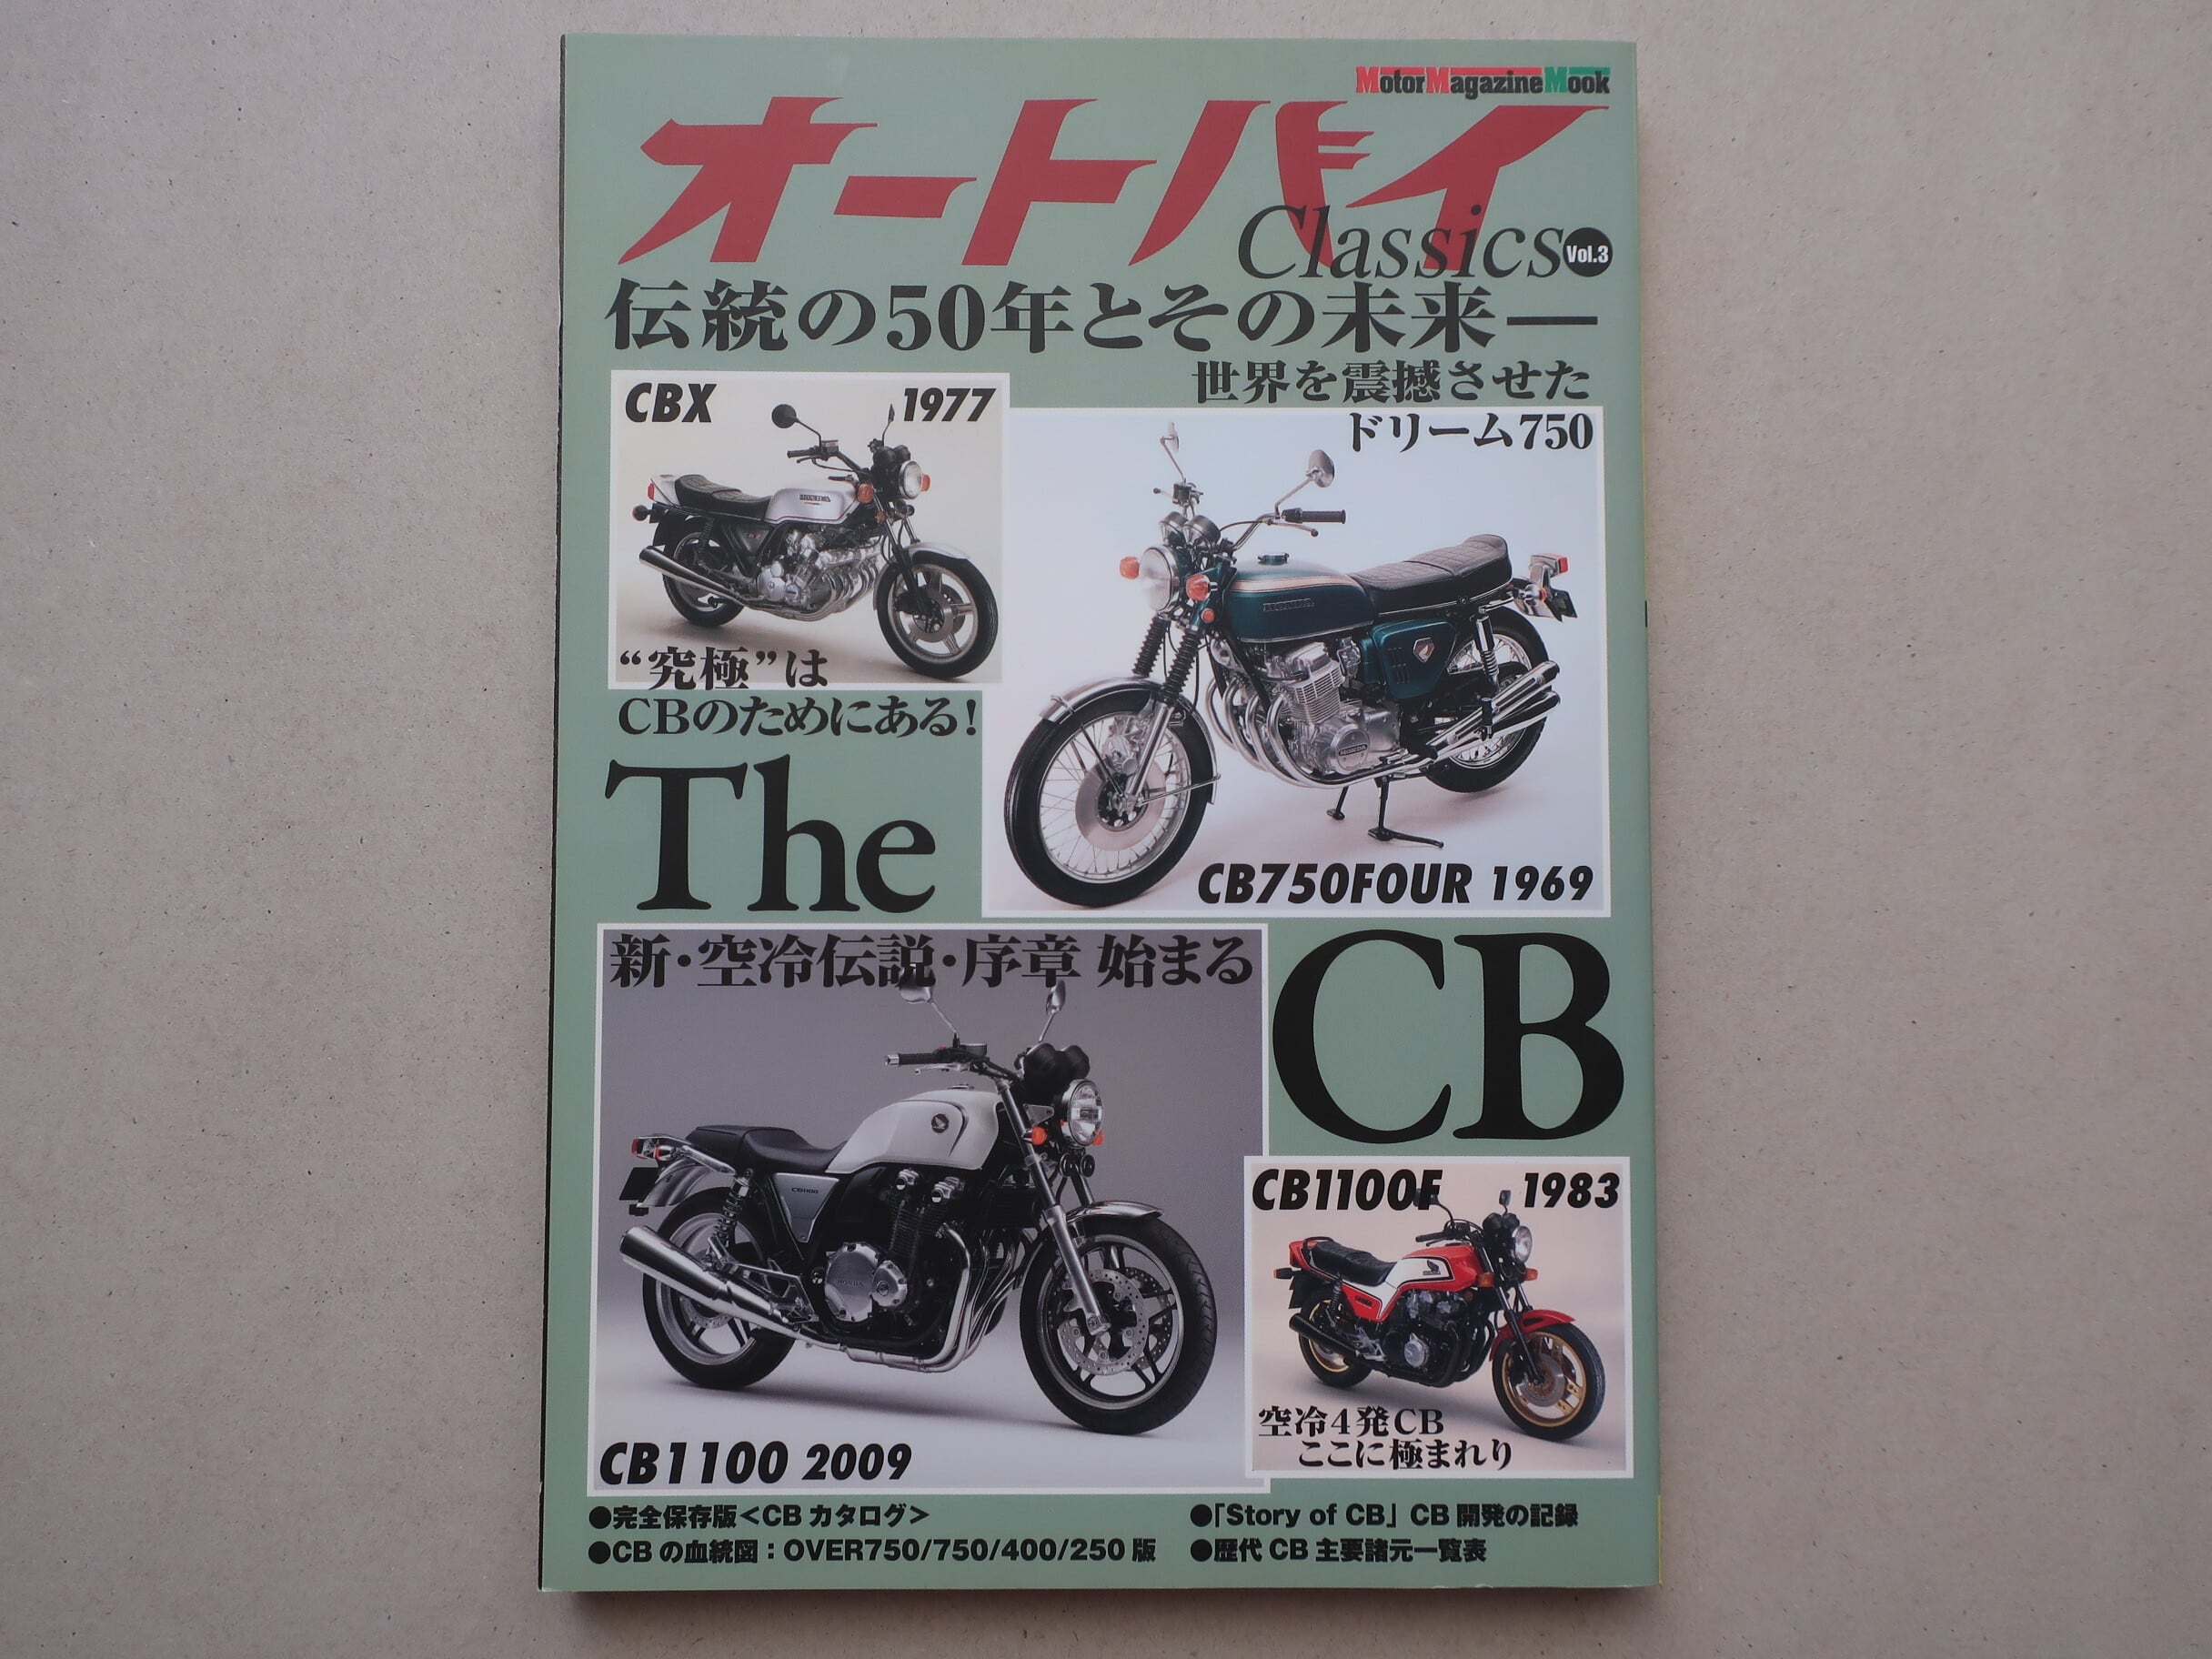 MotorMagazineMook
オートバイ
Classics Vol.3
伝統の50年とその未来―
世界を震撼させた
ドリーム750
CBX 1977
“究極”は
CBのためにある!
CB750FOUR 1969
The
CB
新・空冷伝説・序章 始まる
CB1100
CB1100 2009
CB1100F 1983
空冷4発CB
ここに極まれり
●完全保存版<CBカタログ>
●CBの血統図:OVER750/750/400/250版
●「Story of CB」CB開発の記録
●歴代CB主要諸元一覧表